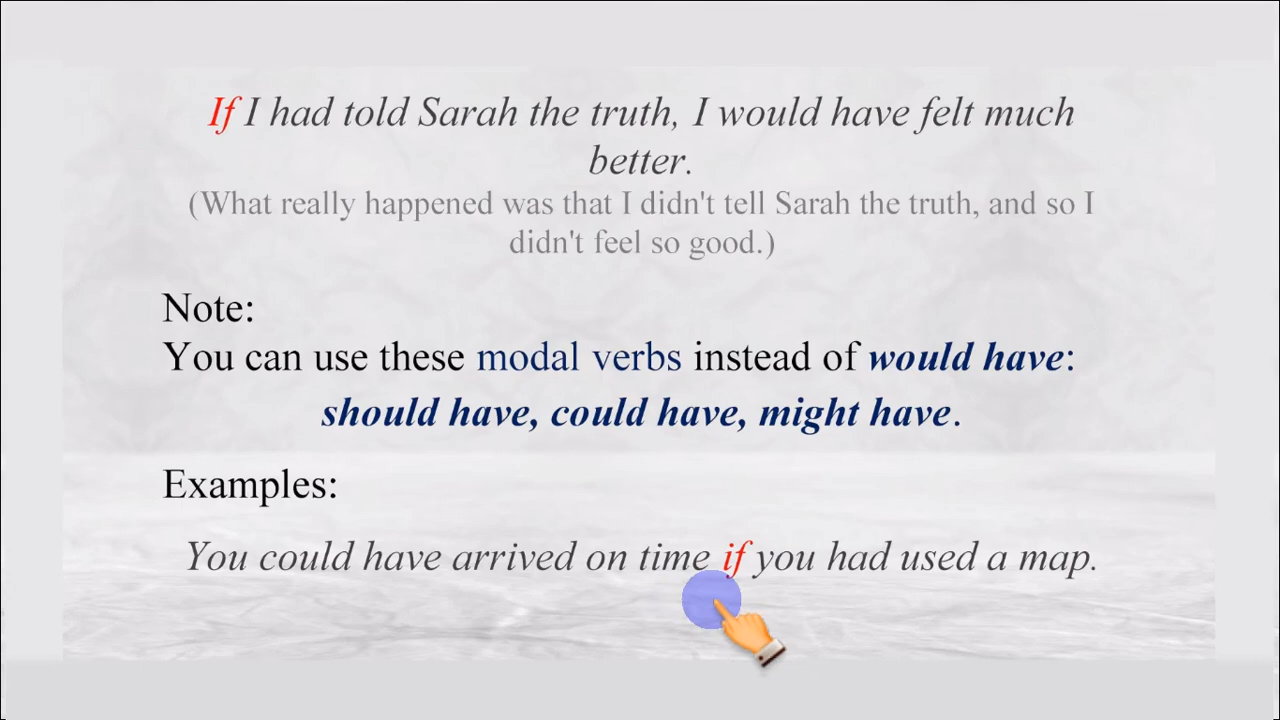 If I had told Sarah the truth, I would have felt much
better.
(What really happened was that I didn't tell Sarah the truth, and so I
didn't feel so good.)
Note:
You can use these modal verbs instead of would have:
should have, could have, might have.
Examples:
You could have arrived on time if you had used a map.